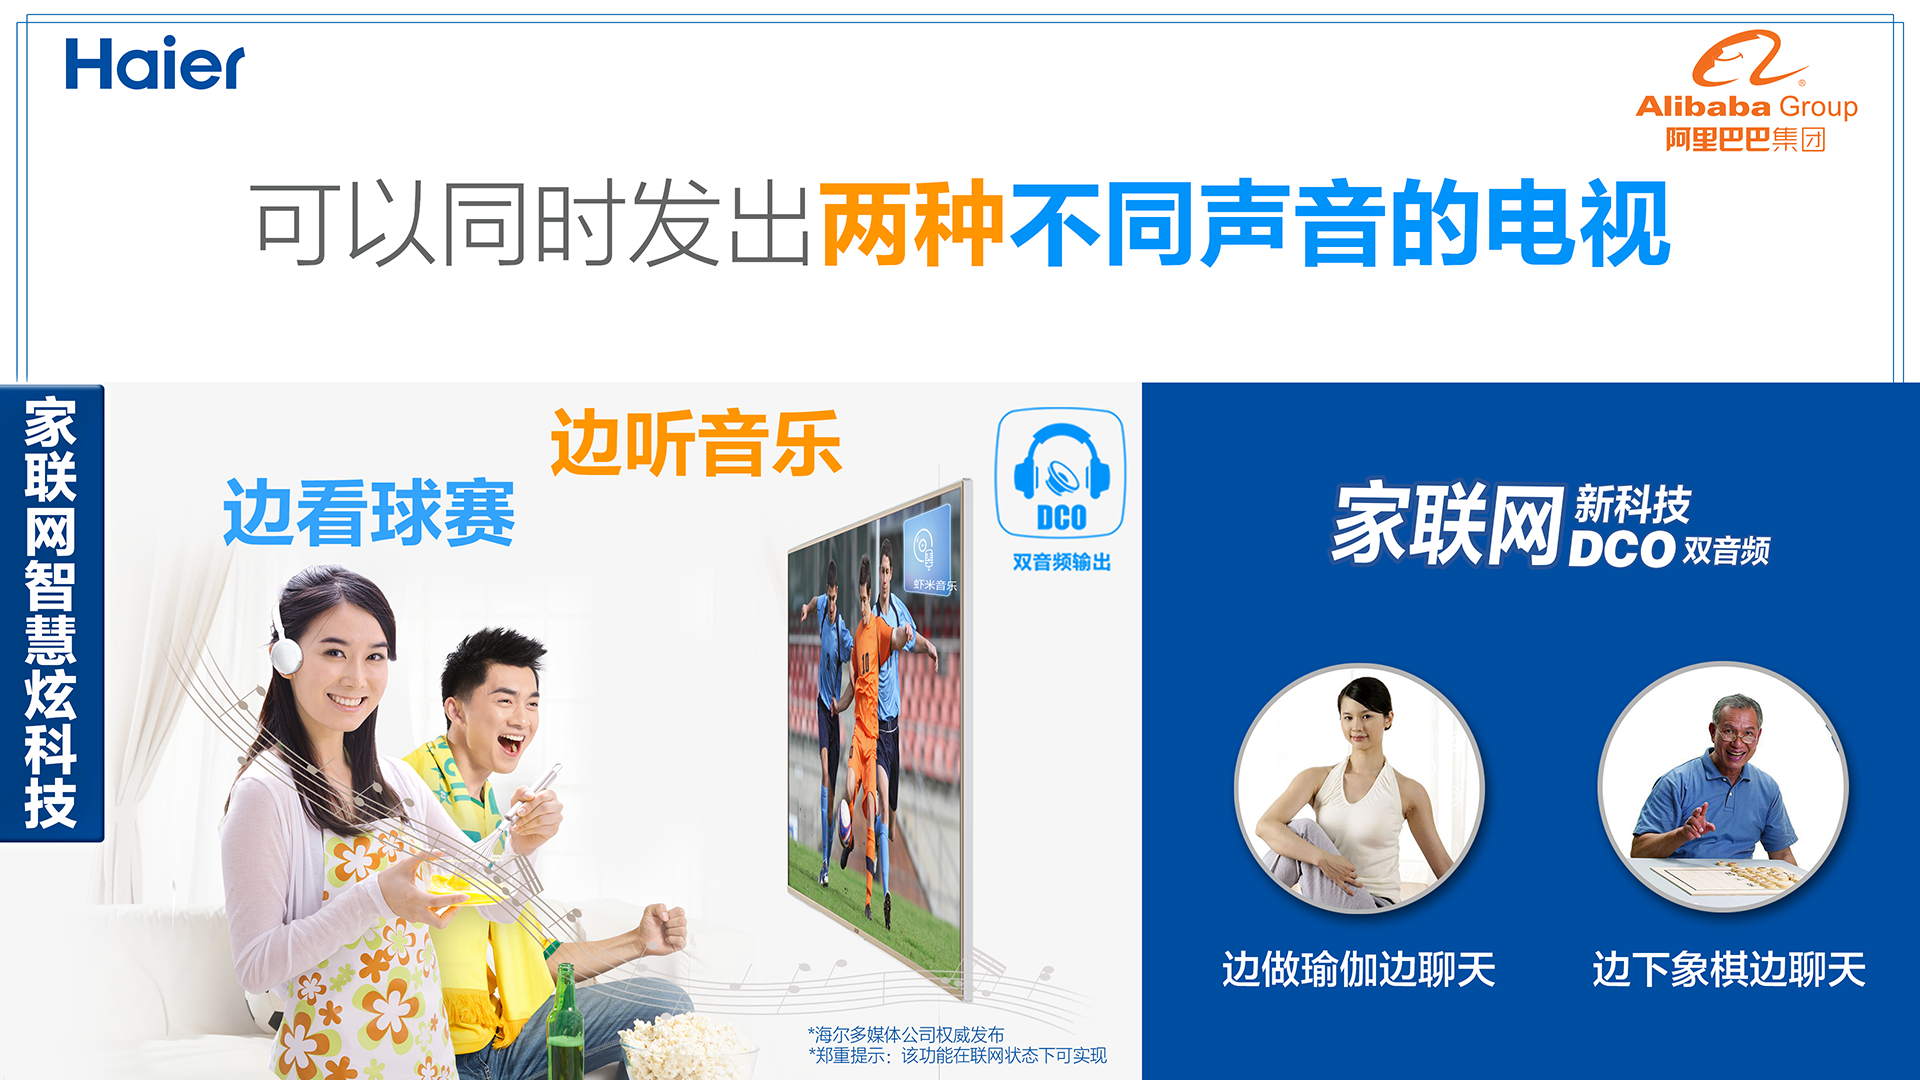 Haier
Alibaba Group
阿里巴巴集团
可以同时发出两种不同声音的电视
家联网智慧炫科技
边听音乐
边看球赛
DCO
双音频输出
虾米音乐
10
10
*海尔多媒体公司权威发布
*郑重提示：该功能在联网状态下可实现
家联网 新科技
DCO 双音频
边做瑜伽边聊天
边下象棋边聊天